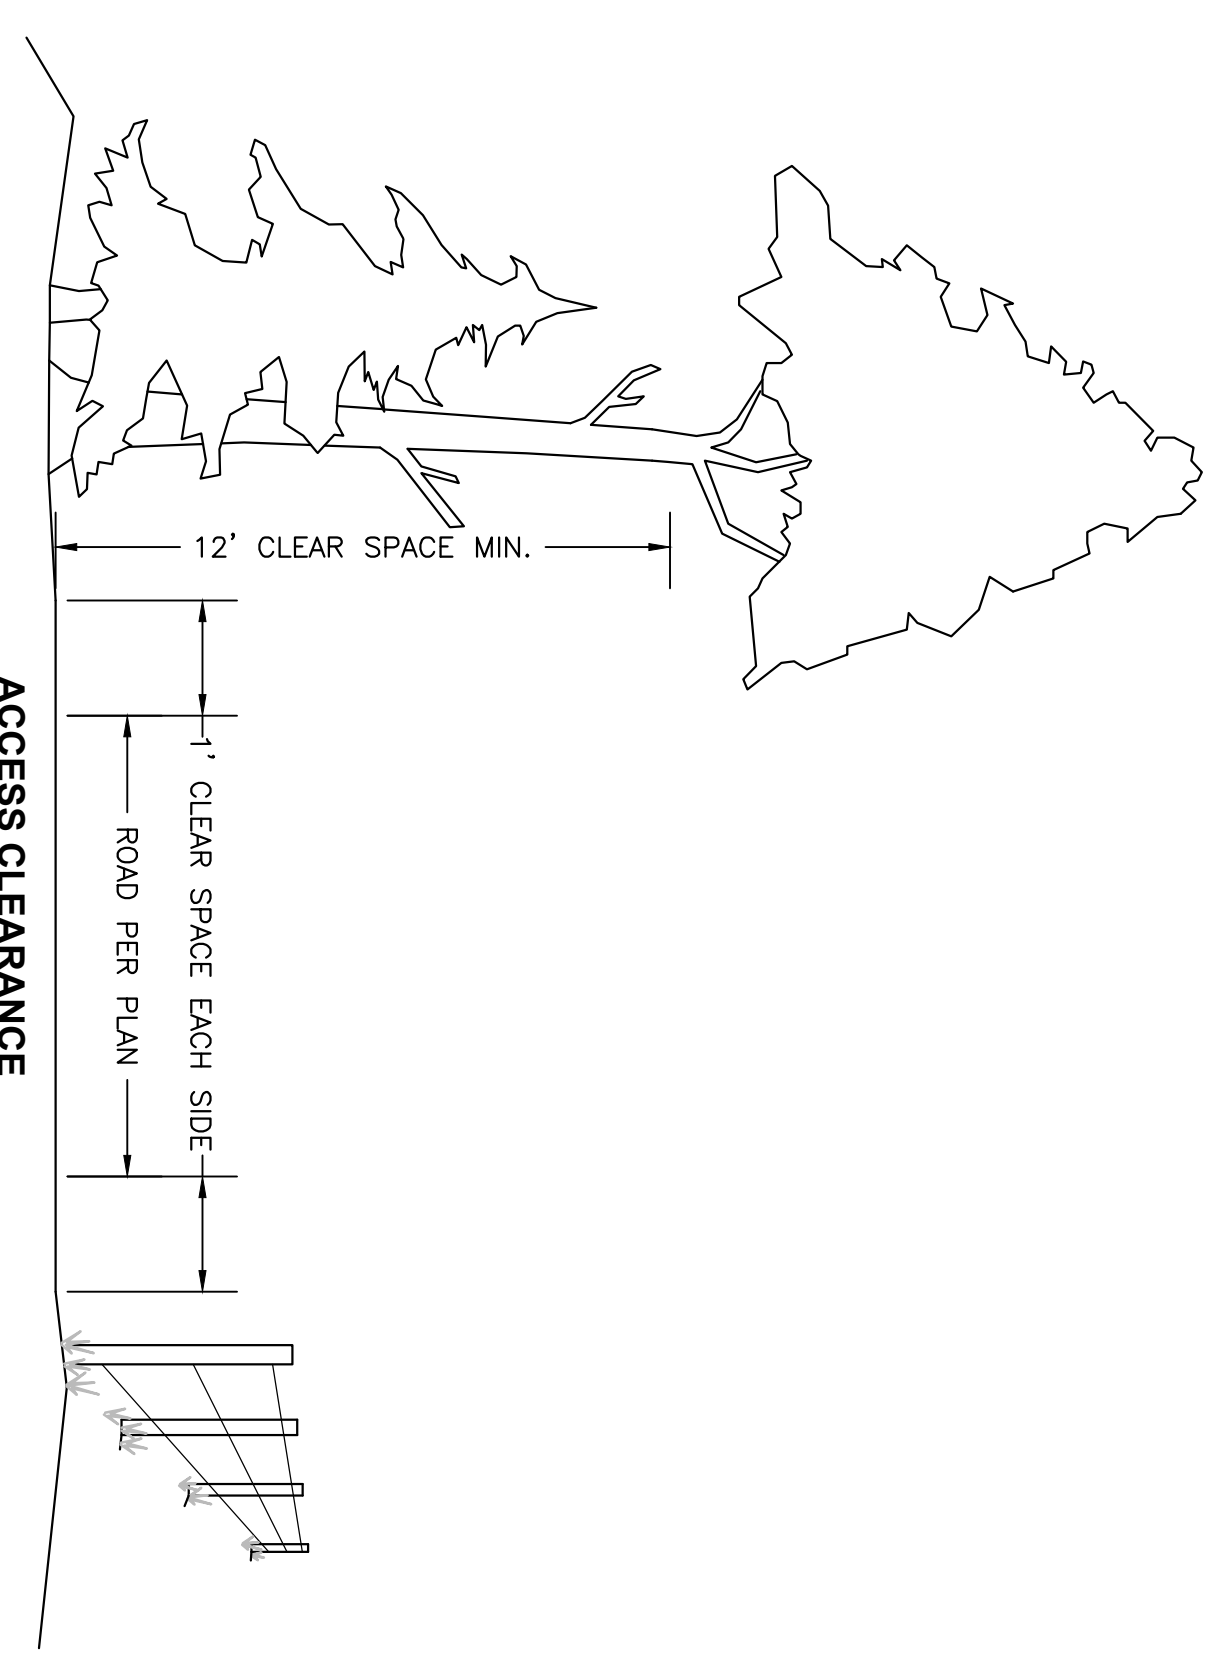 12' CLEAR SPACE MIN.
1' CLEAR SPACE EACH SIDE
ROAD PER PLAN
ACCESS CLEARANCE